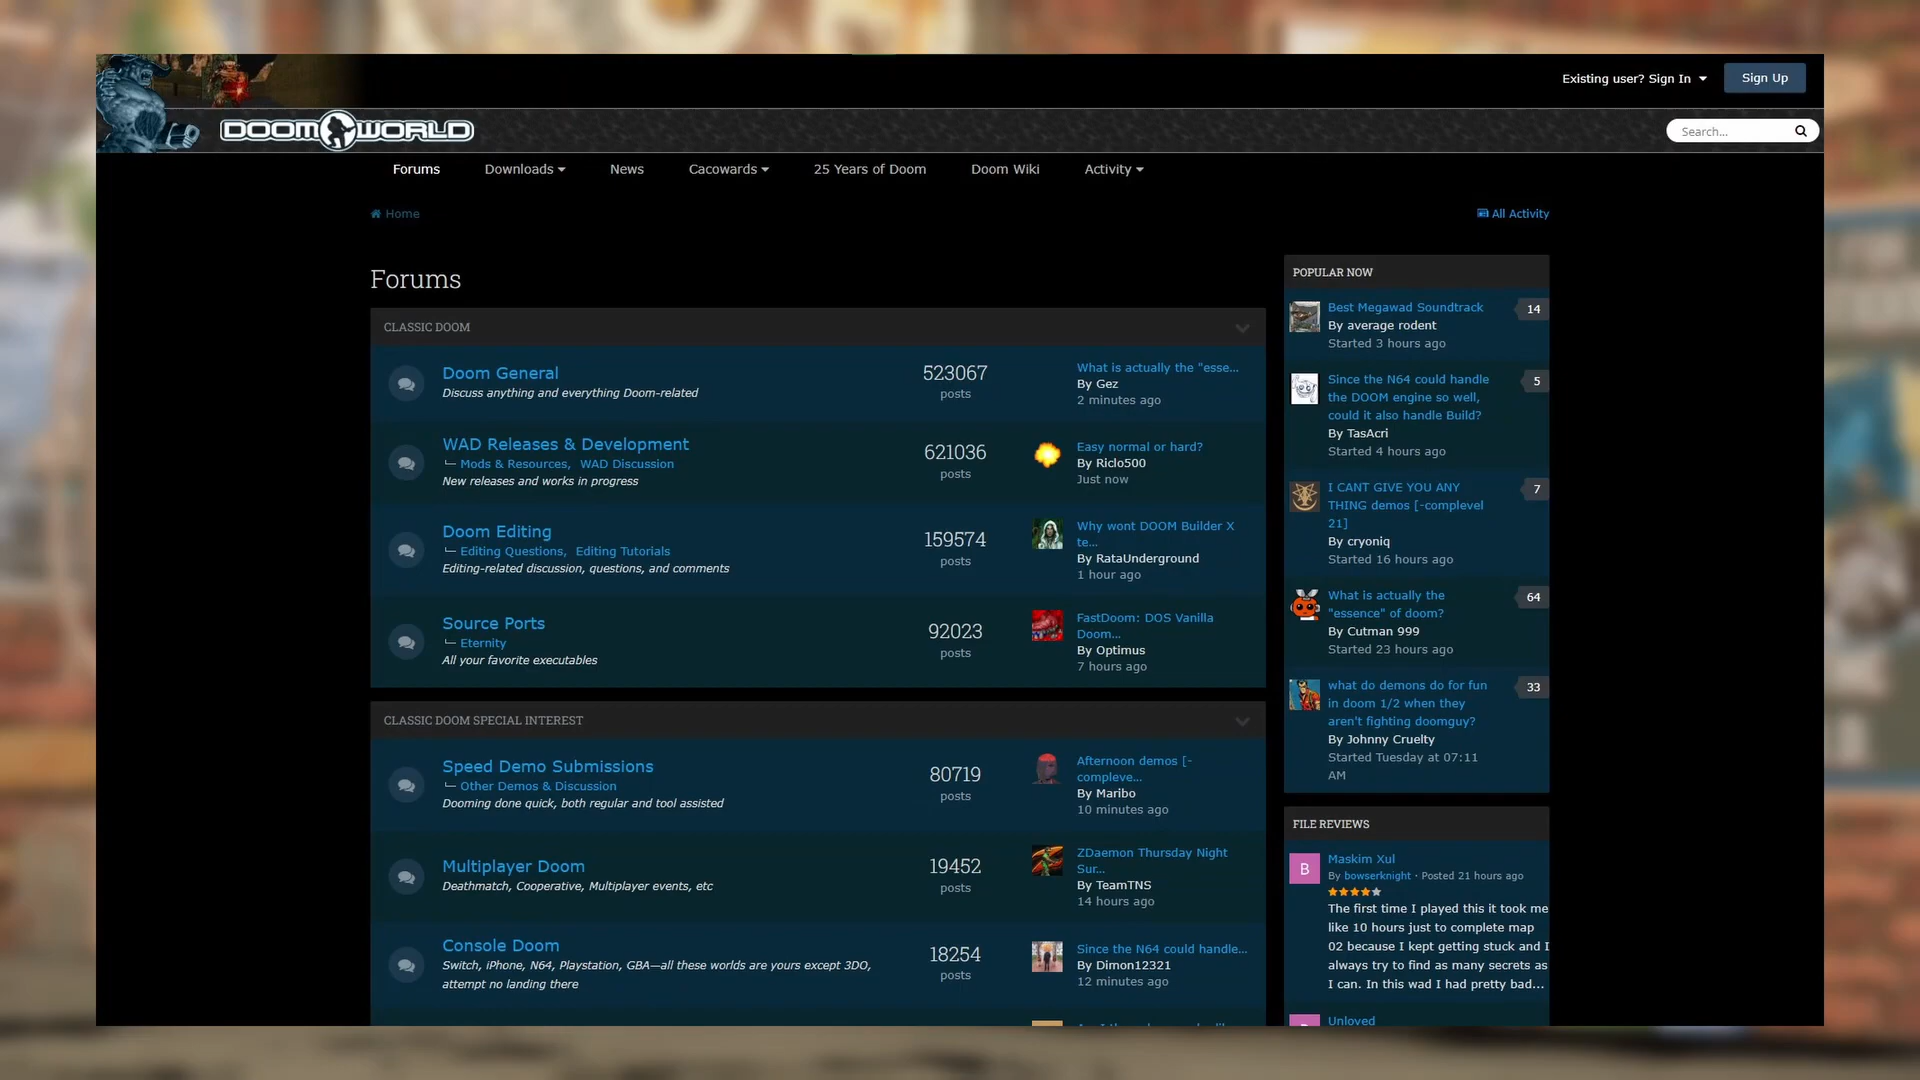 Existing user? Sign In
Sign Up
DOOMWORLD
Search...
Forums
Downloads
News
Cacowards
25 Years of Doom
Doom Wiki
Activity
Home
All Activity
Forums
CLASSIC DOOM
Doom General
Discuss anything and everything Doom-related
523067
posts
What is actually the "esse...
By Gez
2 minutes ago
WAD Releases & Development
Mods & Resources, WAD Discussion
New releases and works in progress
621036
posts
Easy normal or hard?
By Riclo500
Just now
Doom Editing
Editing Questions, Editing Tutorials
Editing-related discussion, questions, and comments
159574
posts
Why wont DOOM Builder X
te...
By RataUnderground
1 hour ago
Source Ports
Eternity
All your favorite executables
92023
posts
FastDoom: DOS Vanilla
Doom...
By Optimus
7 hours ago
CLASSIC DOOM SPECIAL INTEREST
Speed Demo Submissions
Other Demos & Discussion
Dooming done quick, both regular and tool assisted
80719
posts
Afternoon demos [-
compleve...
By Maribo
10 minutes ago
Multiplayer Doom
Deathmatch, Cooperative, Multiplayer events, etc
19452
posts
ZDaemon Thursday Night
Sur...
By TeamTNS
14 hours ago
Console Doom
Switch, iPhone, N64, Playstation, GBA—all these worlds are yours except 3DO,
attempt no landing there
18254
posts
Since the N64 could handle...
By Dimon12321
12 minutes ago
POPULAR NOW
Best Megawad Soundtrack
14
By average rodent
Started 3 hours ago
Since the N64 could handle
5
the DOOM engine so well,
could it also handle Build?
By TasAcri
Started 4 hours ago
I CANT GIVE YOU ANY
7
THING demos [-complevel
21]
By cryoniq
Started 16 hours ago
What is actually the
64
"essence" of doom?
By Cutman 999
Started 23 hours ago
what do demons do for fun
33
in doom 1/2 when they
aren't fighting doomguy?
By Johnny Cruelty
Started Tuesday at 07:11
AM
FILE REVIEWS
B
Maskim Xul
By bowserknight · Posted 21 hours ago
The first time I played this it took me
like 10 hours just to complete map
02 because I kept getting stuck and I
always try to find as many secrets as
I can. In this wad I had pretty bad...
Unloved